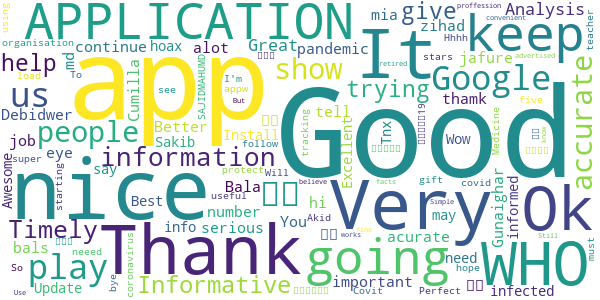 APPLICATION
give
Analysis
using
proffession
convenient
mia
teacher
organisation
continue
hoax
alot
Great
pandemic
zihad
Hhhh
keep
help
md
app
It
load
To
see
I'm
appw
But
show
stars
jafure
Google
us
Cumilla
SAJIDMAHUMD
trying
thamk
five
advertised
Debidwer
Better
Install
follow
tell
Tnx
Wow
retired
accurate
job
people
Sakib
Excellent
Good
Medicine
super
eye
information
tracking
Awesome
say
Will
protect
Very
Ok
know
nice
Best
useful
believe
facts
Simple
starting
Bala
hi
gift
covid
Still
Timely
info
number
You
Akid
may
Gunaighar
informed
bals
Thank
serious
going
WHO
neeed
coronavirus
acurate
need
hope
must
So
play
important
works
Update
bye
Informative
Covit
Perfect
infected
Use